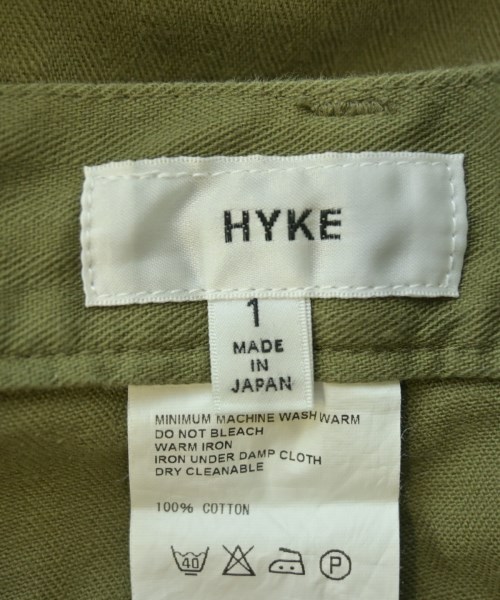 HYKE
1
MADE
IN
JAPAN
MINIMUM MACHINE WASH WARM
DO NOT BLEACH
WARM IRON
IRON UNDER DAMP CLOTH
DRY CLEANABLE
100% COTTON
40 P